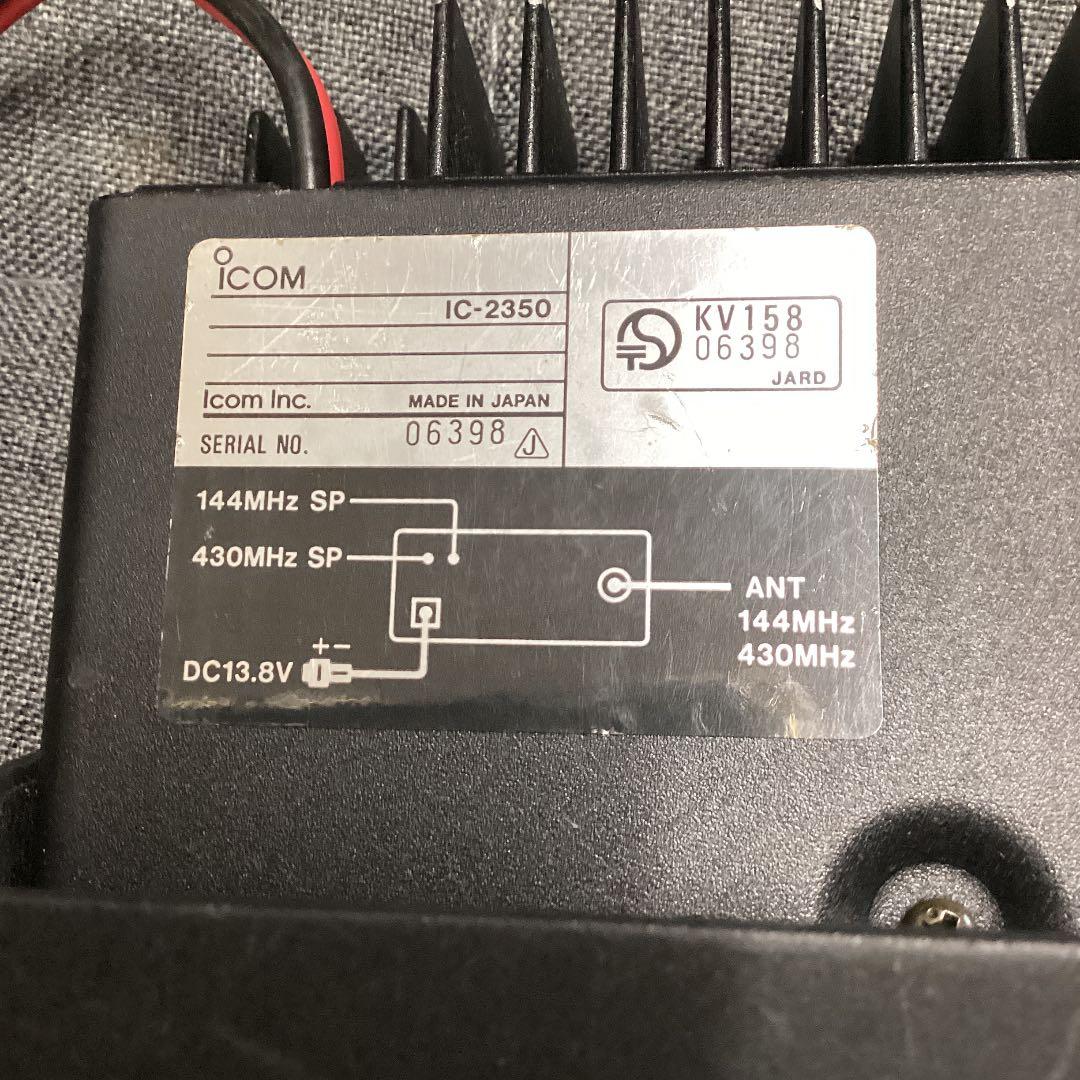 ICOM
IC-2350
Icom Inc. MADE IN JAPAN
SERIAL NO. 06398 J
KV158
06398
JARD
144MHz SP
430MHz SP
+ -
DC13.8V
ANT
144MHz
430MHz